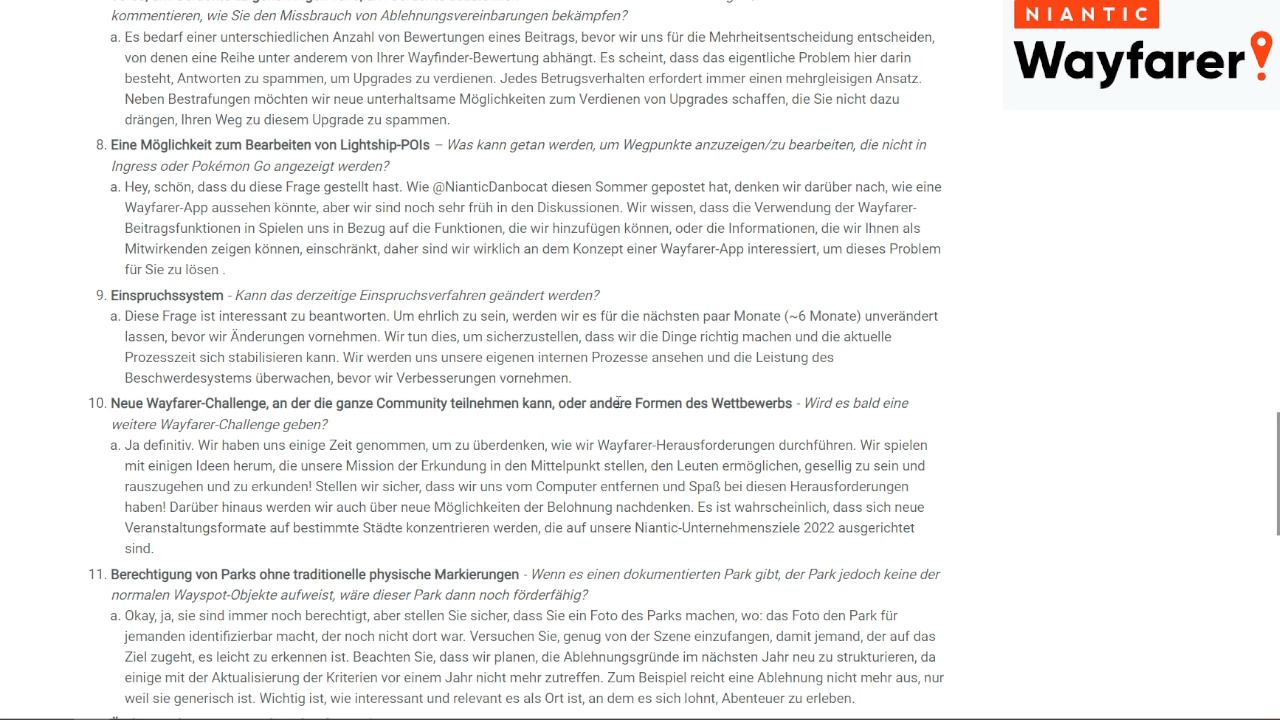 kommentieren, wie Sie den Missbrauch von Ablehnungsvereinbarungen bekämpfen?
a. Es bedarf einer unterschiedlichen Anzahl von Bewertungen eines Beitrags, bevor wir uns für die Mehrheitsentscheidung entscheiden,
von denen eine Reihe unter anderem von Ihrer Wayfinder-Bewertung abhängt. Es scheint, dass das eigentliche Problem hier darin
besteht, Antworten zu spammen, um Upgrades zu verdienen. Jedes Betrugsverhalten erfordert immer einen mehrgleisigen Ansatz.
Neben Bestrafungen möchten wir neue unterhaltsame Möglichkeiten zum Verdienen von Upgrades schaffen, die Sie nicht dazu
drängen, Ihren Weg zu diesem Upgrade zu spammen.
8. Eine Möglichkeit zum Bearbeiten von Lightship-POIs – Was kann getan werden, um Wegpunkte anzuzeigen/zu bearbeiten, die nicht in
Ingress oder Pokémon Go angezeigt werden?
a. Hey, schön, dass du diese Frage gestellt hast. Wie @NianticDanbocat diesen Sommer gepostet hat, denken wir darüber nach, wie eine
Wayfarer-App aussehen könnte, aber wir sind noch sehr früh in den Diskussionen. Wir wissen, dass die Verwendung der Wayfarer-
Beitragsfunktionen in Spielen uns in Bezug auf die Funktionen, die wir hinzufügen können, oder die Informationen, die wir Ihnen als
Mitwirkenden zeigen können, einschränkt, daher sind wir wirklich an dem Konzept einer Wayfarer-App interessiert, um dieses Problem
für Sie zu lösen .
9. Einspruchssystem - Kann das derzeitige Einspruchsverfahren geändert werden?
a. Diese Frage ist interessant zu beantworten. Um ehrlich zu sein, werden wir es für die nächsten paar Monate (~6 Monate) unverändert
lassen, bevor wir Änderungen vornehmen. Wir tun dies, um sicherzustellen, dass wir die Dinge richtig machen und die aktuelle
Prozesszeit sich stabilisieren kann. Wir werden uns unsere eigenen internen Prozesse ansehen und die Leistung des
Beschwerdesystems überwachen, bevor wir Verbesserungen vornehmen.
10. Neue Wayfarer-Challenge, an der die ganze Community teilnehmen kann, oder andere Formen des Wettbewerbs - Wird es bald eine
weitere Wayfarer-Challenge geben?
a. Ja definitiv. Wir haben uns einige Zeit genommen, um zu überdenken, wie wir Wayfarer-Herausforderungen durchführen. Wir spielen
mit einigen Ideen herum, die unsere Mission der Erkundung in den Mittelpunkt stellen, den Leuten ermöglichen, gesellig zu sein und
rauszugehen und zu erkunden! Stellen wir sicher, dass wir uns vom Computer entfernen und Spaß bei diesen Herausforderungen
haben! Darüber hinaus werden wir auch über neue Möglichkeiten der Belohnung nachdenken. Es ist wahrscheinlich, dass sich neue
Veranstaltungsformate auf bestimmte Städte konzentrieren werden, die auf unsere Niantic-Unternehmensziele 2022 ausgerichtet
sind.
11. Berechtigung von Parks ohne traditionelle physische Markierungen - Wenn es einen dokumentierten Park gibt, der Park jedoch keine der
normalen Wayspot-Objekte aufweist, wäre dieser Park dann noch förderfähig?
a. Okay, ja, sie sind immer noch berechtigt, aber stellen Sie sicher, dass Sie ein Foto des Parks machen, wo: das Foto den Park für
jemanden identifizierbar macht, der noch nicht dort war. Versuchen Sie, genug von der Szene einzufangen, damit jemand, der auf das
Ziel zugeht, es leicht zu erkennen ist. Beachten Sie, dass wir planen, die Ablehnungsgründe im nächsten Jahr neu zu strukturieren, da
einige mit der Aktualisierung der Kriterien vor einem Jahr nicht mehr zutreffen. Zum Beispiel reicht eine Ablehnung nicht mehr aus, nur
weil sie generisch ist. Wichtig ist, wie interessant und relevant es als Ort ist, an dem es sich lohnt, Abenteuer zu erleben.
NIANTIC
Wayfarer